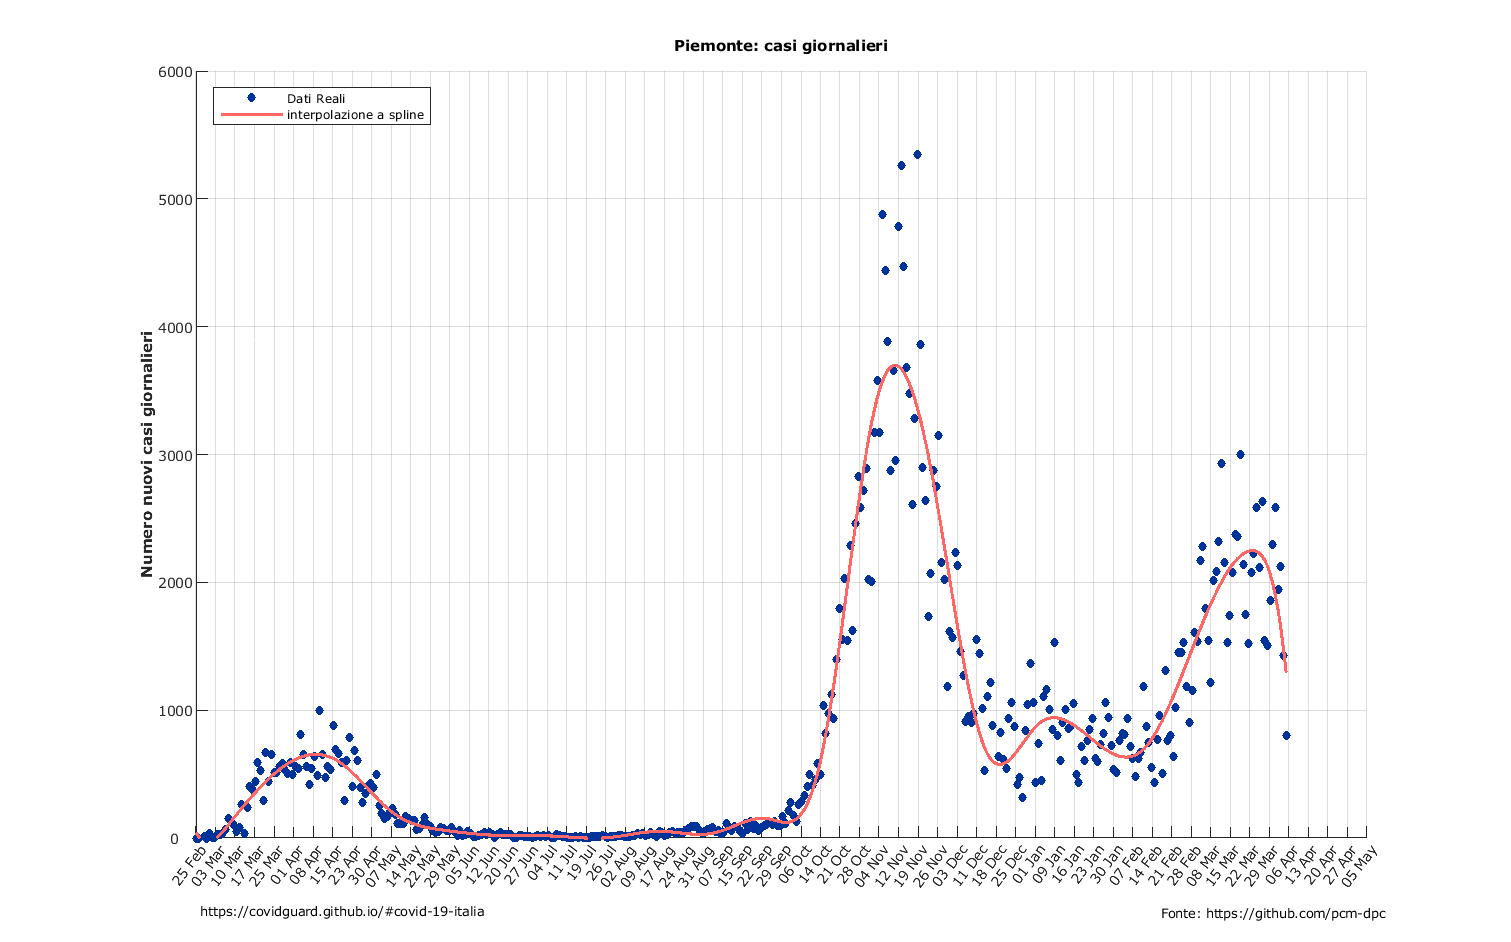 Piemonte: casi giornalieri
6000
5000
4000
3000
2000
1000
0
Numero nuovi casi giornalieri
Dati Reali
interpolazione a spline
25 Feb
03 Mar
10 Mar
17 Mar
25 Mar
01 Apr
08 Apr
15 Apr
23 Apr
30 Apr
07 May
14 May
22 May
29 May
05 Jun
12 Jun
20 Jun
27 Jun
04 Jul
11 Jul
19 Jul
26 Jul
02 Aug
09 Aug
17 Aug
24 Aug
31 Aug
07 Sep
15 Sep
22 Sep
29 Sep
06 Oct
14 Oct
21 Oct
28 Oct
04 Nov
12 Nov
19 Nov
26 Nov
03 Dec
11 Dec
18 Dec
25 Dec
01 Jan
09 Jan
16 Jan
23 Jan
30 Jan
07 Feb
14 Feb
21 Feb
28 Feb
08 Mar
15 Mar
22 Mar
29 Mar
06 Apr
13 Apr
20 Apr
27 Apr
05 May
https://covidguard.github.io/#covid-19-italia
Fonte: https://github.com/pcm-dpc